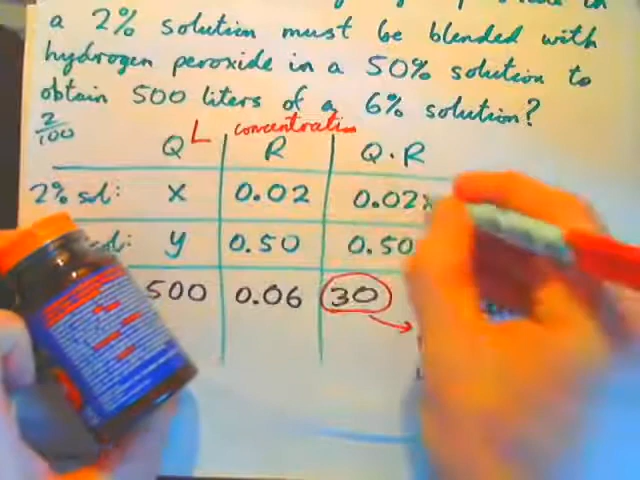 a 2% solution must be blended with
hydrogen peroxide in a 50% solution to
obtain 500 liters of a 6% solution?
2/100
Q L concentration R Q·R
2% sol: x 0.02 0.02x
y 0.50 0.50
500 0.06 30